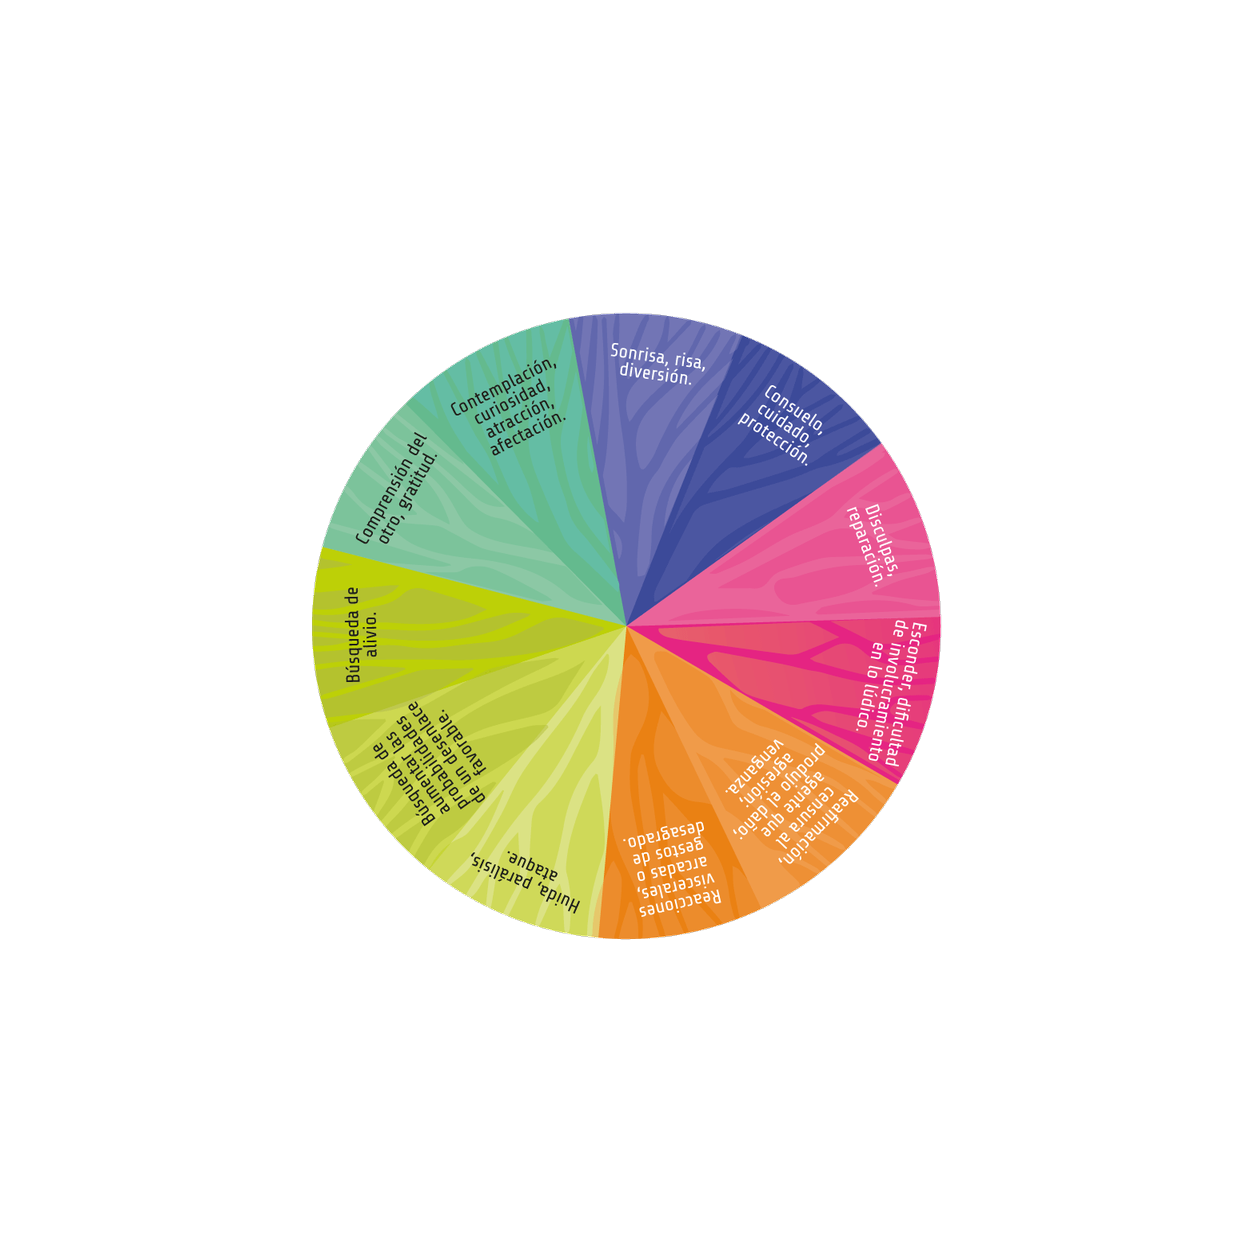 Sonrisa, risa,
diversión.
Consuelo,
cuidado,
protección.
Disculpas,
reparación.
Esconder, dificultad
de involucramiento
en lo lúdico.
Reafirmación,
censura al
agente que
produjo el daño;
agresión;
venganza.
Reacciones
viscerales,
arcadas o
gestos de
desagrado.
Huida, parálisis,
ataque.
Búsqueda de
aumentar las
probabilidades
de un desenlace
favorable.
Búsqueda de
alivio.
Comprensión del
otro, gratitud.
Contemplación,
curiosidad,
atracción,
afectación.